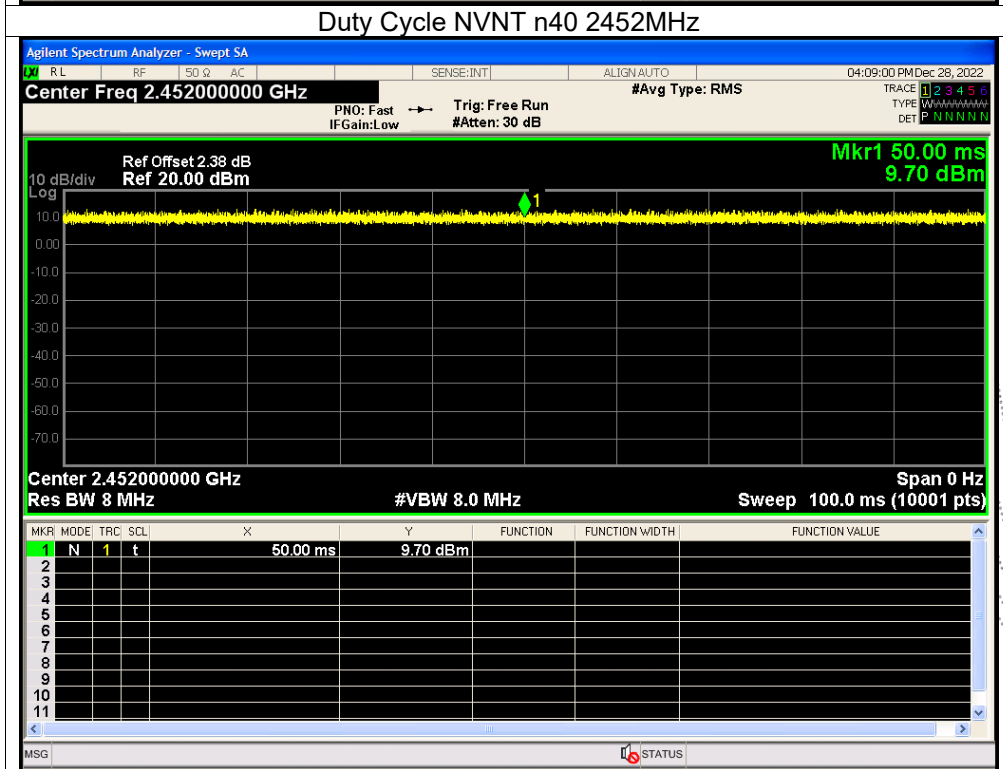 Duty Cycle NVNT n40 2452MHz
Agilent Spectrum Analyzer - Swept SA
LXI RL RF 50 Ω AC SENSE:INT ALIGN AUTO 04:09:00 PM Dec 28, 2022
Center Freq 2.452000000 GHz #Avg Type: RMS TRACE 1 2 3 4 5 6
PNO: Fast Trig: Free Run TYPE W
IFGain:Low #Atten: 30 dB DET P N N N N N
Mkr1 50.00 ms
9.70 dBm
Ref Offset 2.38 dB
10 dB/div Ref 20.00 dBm
Log
1
10.0
0.00
-10.0
-20.0
-30.0
-40.0
-50.0
-60.0
-70.0
Center 2.452000000 GHz Span 0 Hz
Res BW 8 MHz #VBW 8.0 MHz Sweep 100.0 ms (10001 pts)
MKR MODE TRC SCL X Y FUNCTION FUNCTION WIDTH FUNCTION VALUE
1 N 1 t 50.00 ms 9.70 dBm
2
3
4
5
6
7
8
9
10
11
MSG STATUS